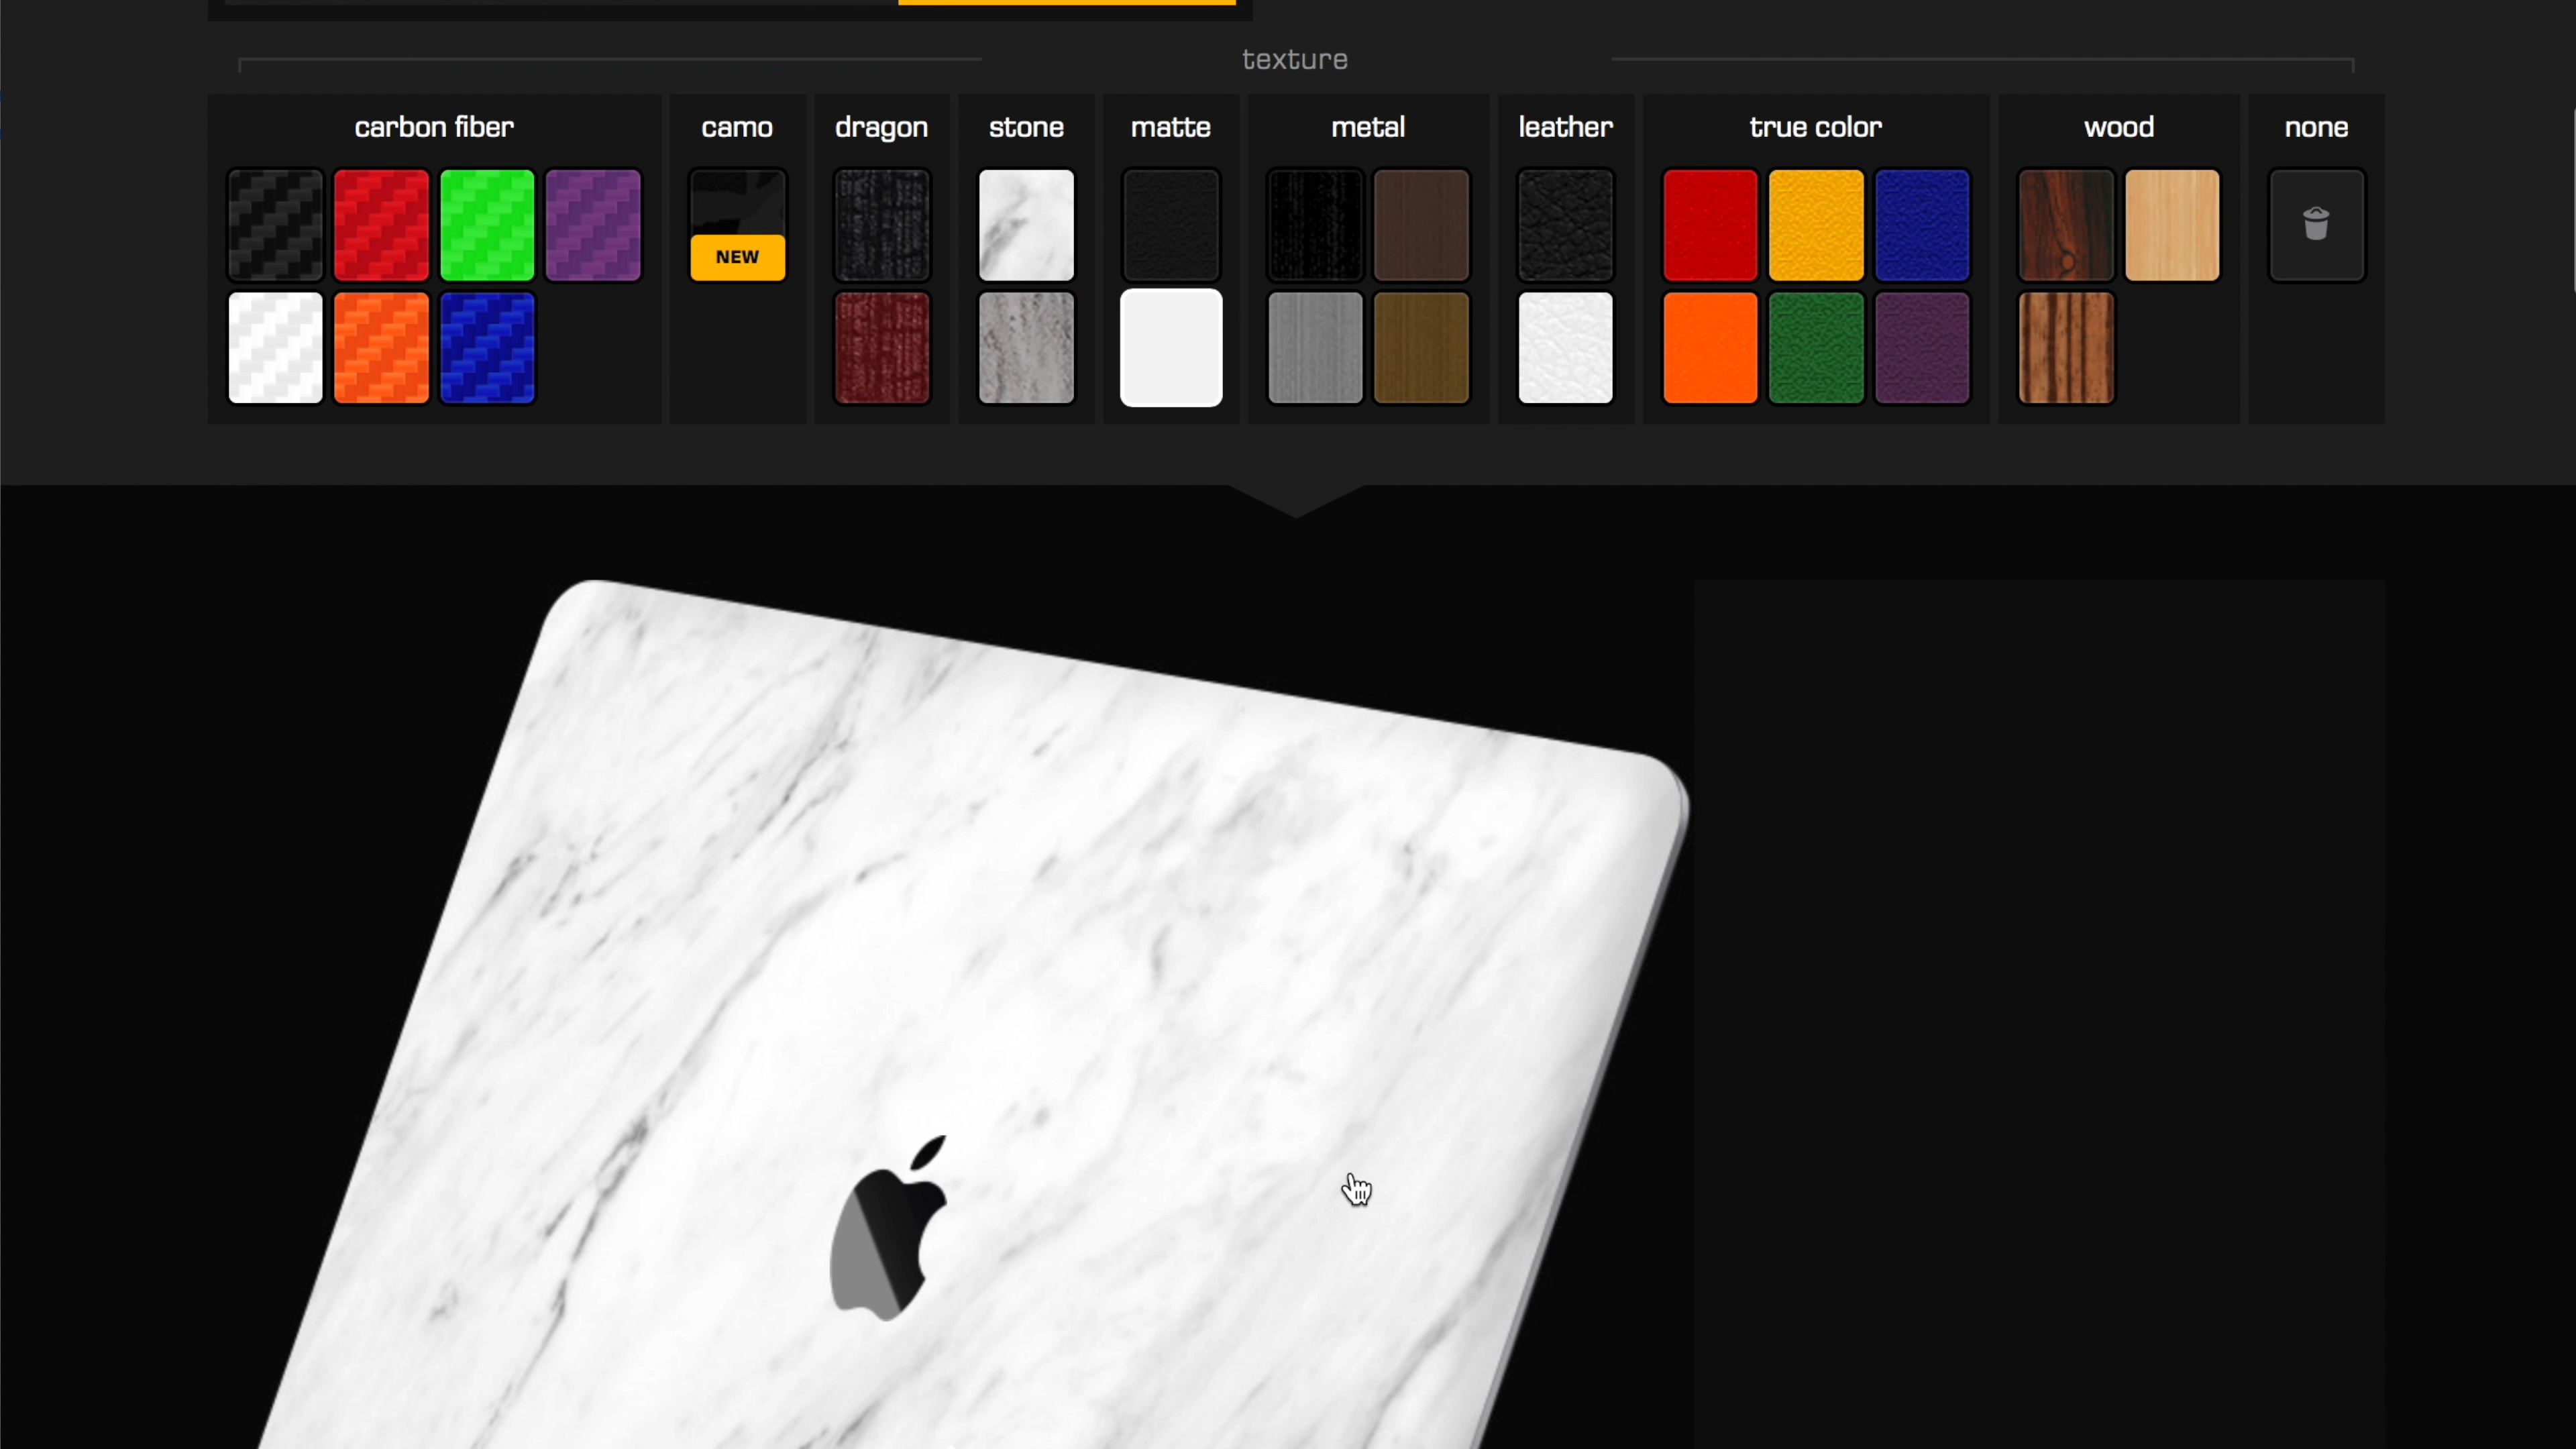 texture
carbon fiber
camo
dragon
stone
matte
metal
leather
true color
wood
none
NEW